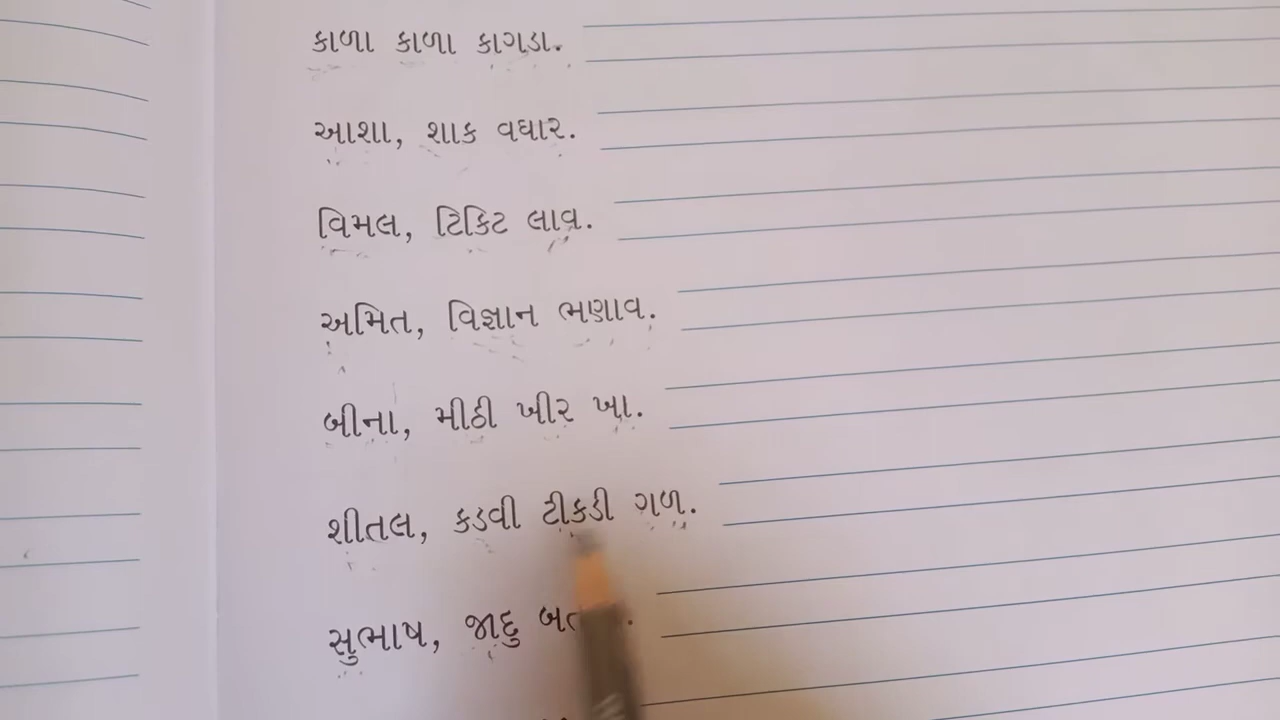 કાળા કાળા કાગડા.
આશા, શાક વઘાર.
વિમલ, ટિકિટ લાવ.
અમિત, વિજ્ઞાન ભણાવ.
બીના, મીઠી ખીર ખા.
શીતલ, કડવી ટીકડી ગળ.
સુભાષ, જાદુ